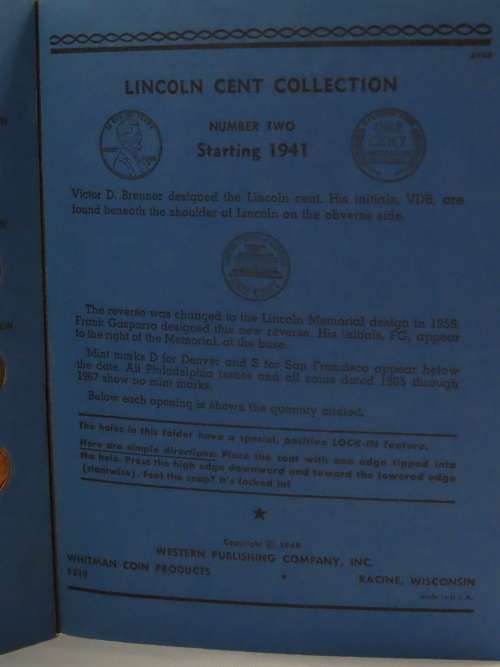 LINCOLN CENT COLLECTION
NUMBER TWO
Starting 1941
ONE
CENT
Victor D. Brenner designed the Lincoln cent. His initials, VDB, are
found beneath the shoulder of Lincoln on the obverse side.
The reverse was changed to the Lincoln Memorial design in 1959.
Frank Gasparro designed this new reverse. His initials, FG, appear
to the right of the Memorial, at the base.
Mint marks D for Denver and S for San Francisco appear below
the date. All Philadelphia issues and all coins dated 1965 through
1967 show no mint marks.
Below each opening is shown the quantity coined.
The holes in this folder have a special, positive LOCK-IN feature.
Here are simple directions: Place the cent with one edge tipped into
the hole. Press the high edge downward and toward the lowered edge
(slantwise). Feel the snap? It's locked in!
Copyright © 1968
WESTERN PUBLISHING COMPANY, INC.
WHITMAN COIN PRODUCTS
RACINE, WISCONSIN
Made in U.S.A.